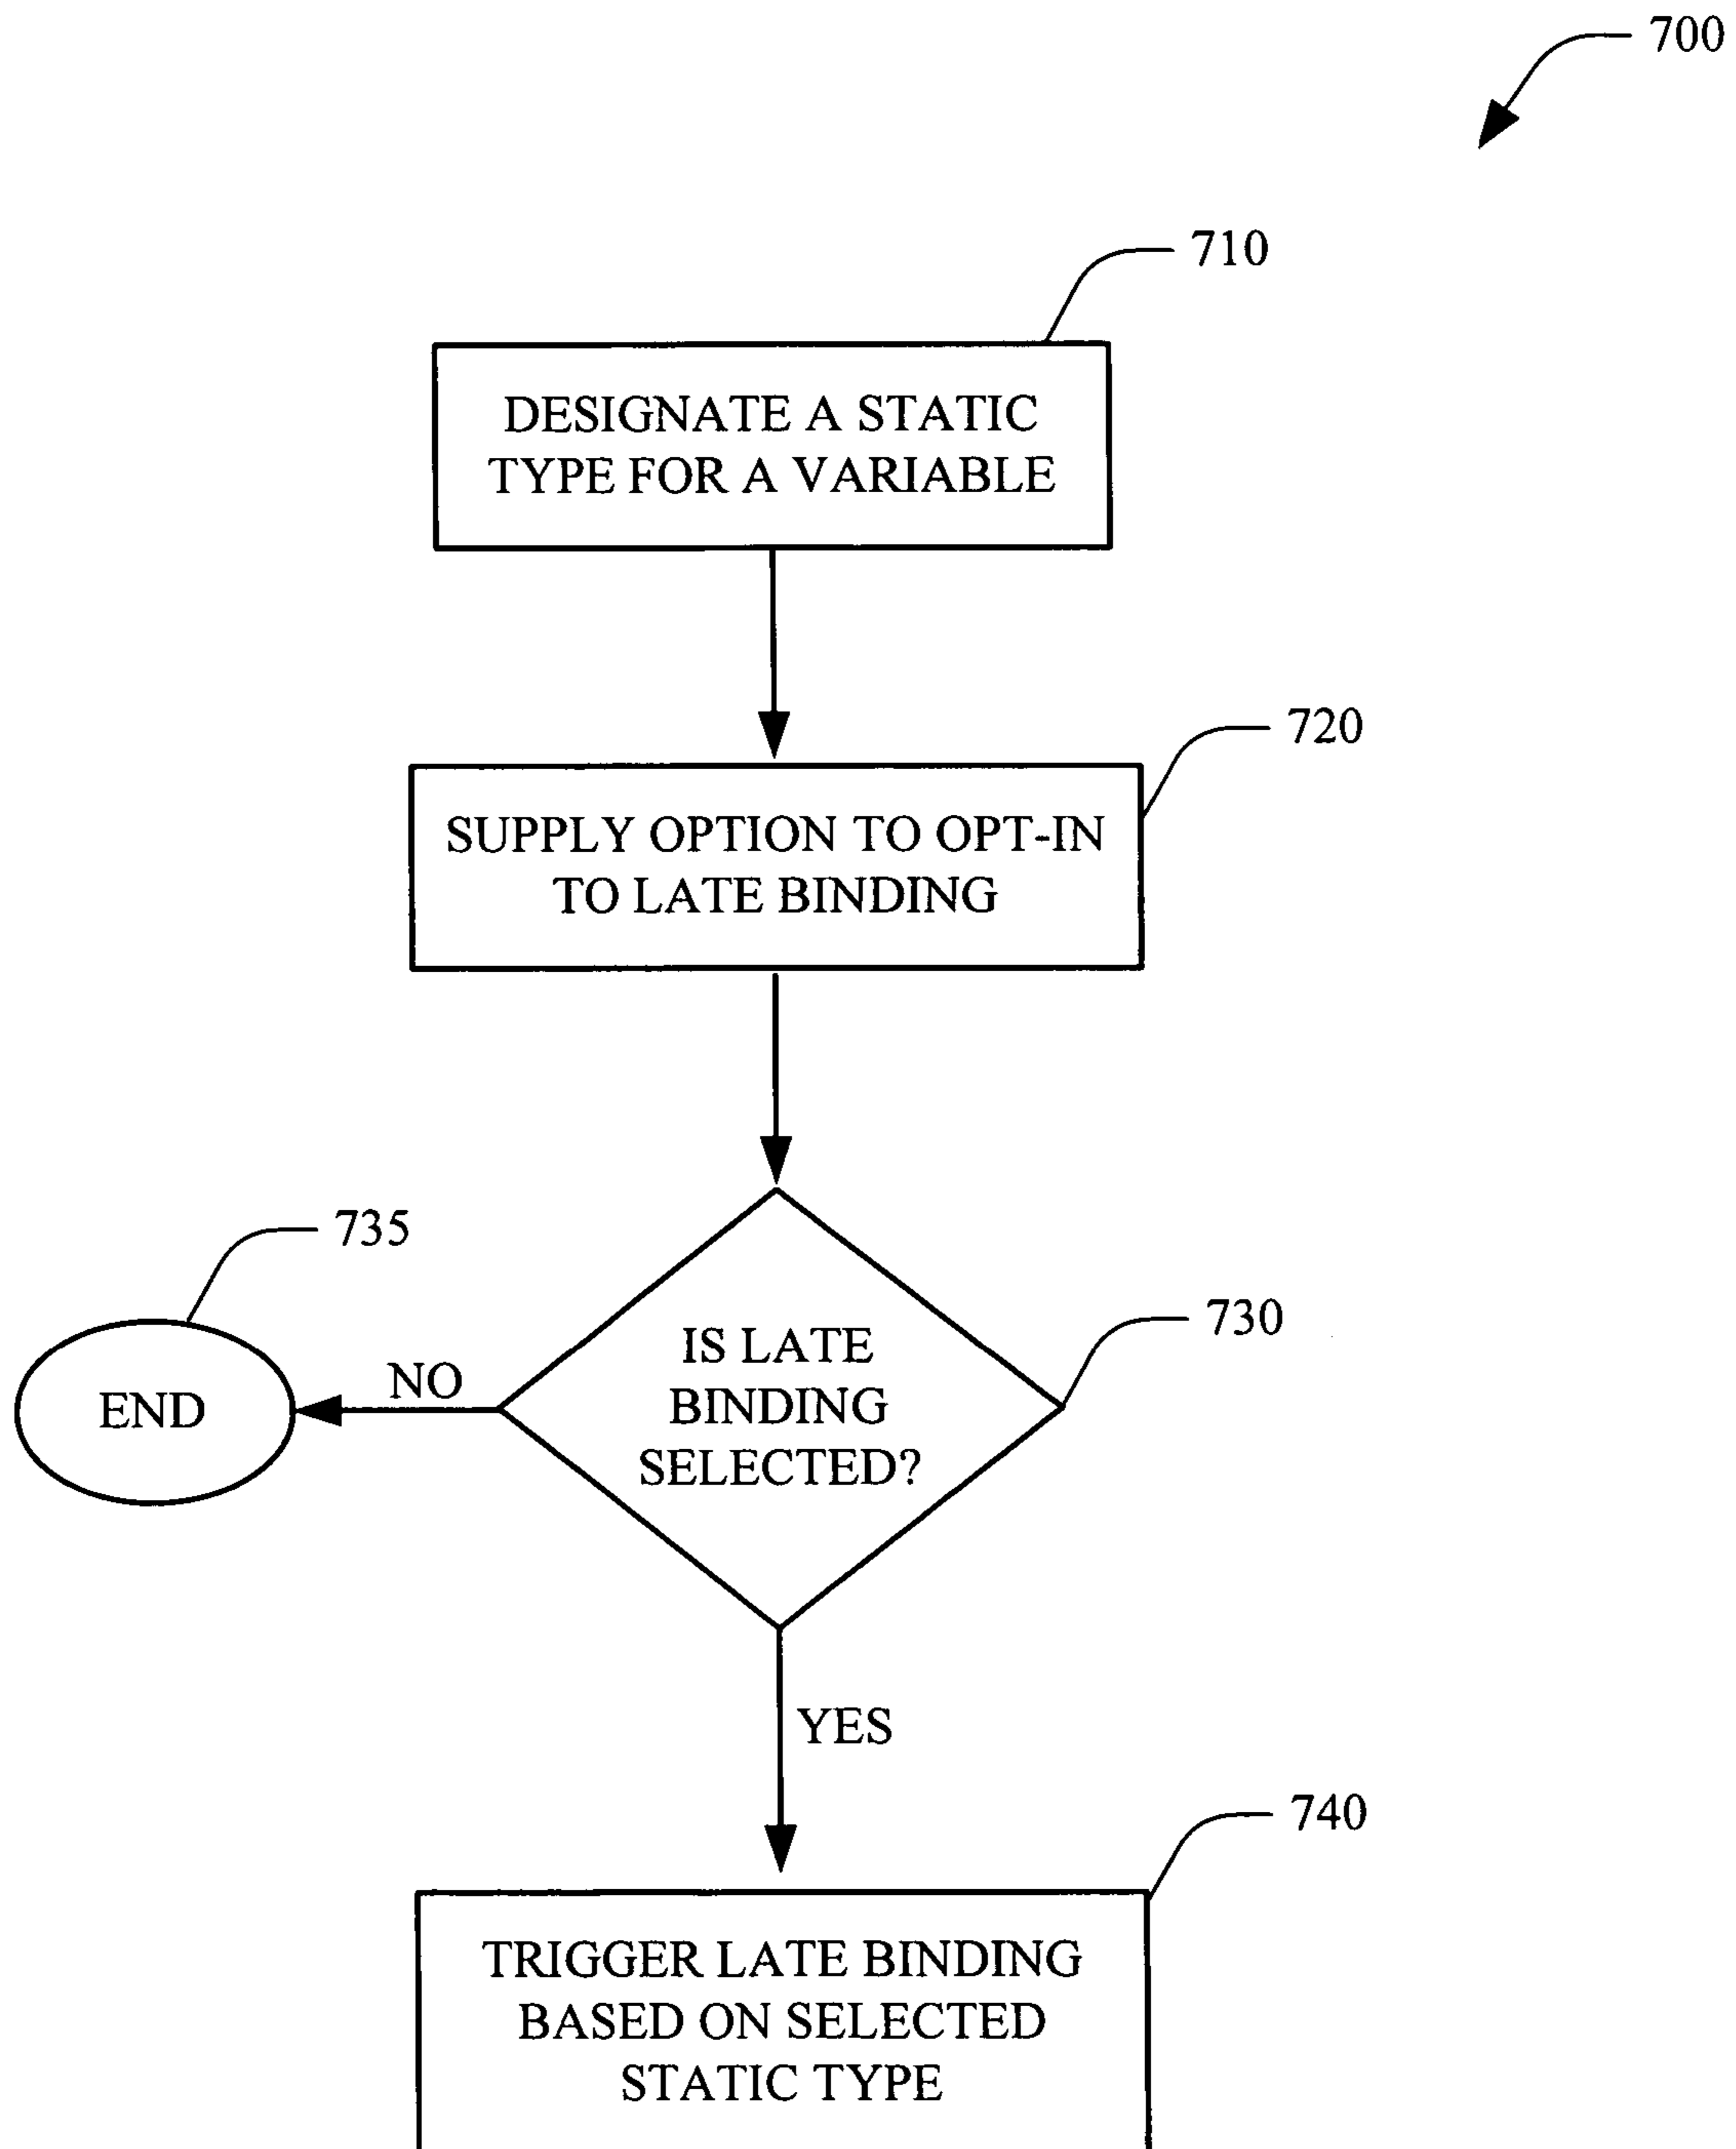 700
710
DESIGNATE A STATIC
TYPE FOR A VARIABLE
720
SUPPLY OPTION TO OPT-IN
TO LATE BINDING
735
730
IS LATE
BINDING
SELECTED?
NO
END
YES
740
TRIGGER LATE BINDING
BASED ON SELECTED
STATIC TYPE